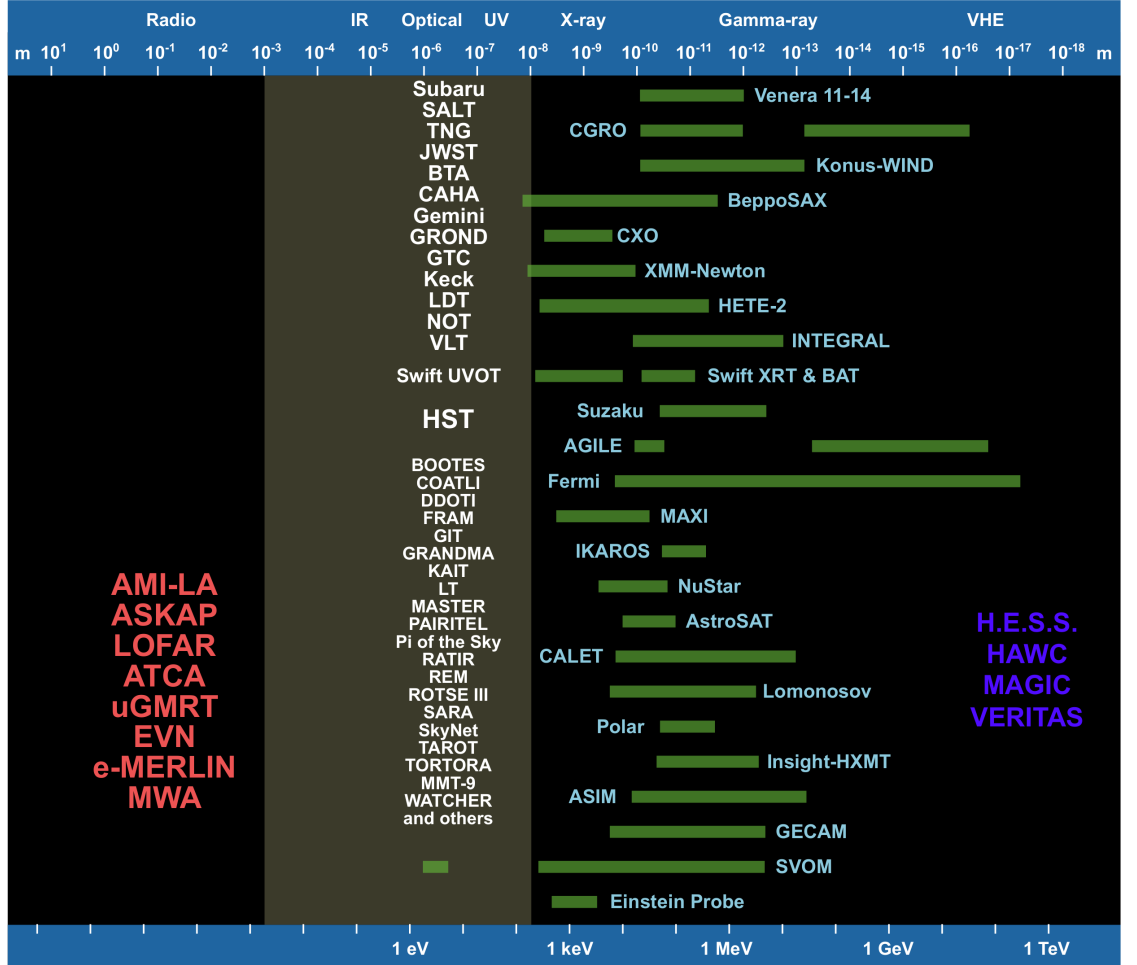 Radio IR Optical UV X-ray Gamma-ray VHE
m 10¹ 10⁰ 10⁻¹ 10⁻² 10⁻³ 10⁻⁴ 10⁻⁵ 10⁻⁶ 10⁻⁷ 10⁻⁸ 10⁻⁹ 10⁻¹⁰ 10⁻¹¹ 10⁻¹² 10⁻¹³ 10⁻¹⁴ 10⁻¹⁵ 10⁻¹⁶ 10⁻¹⁷ 10⁻¹⁸ m
Subaru
SALT
TNG
JWST
BTA
CAHA
Gemini
GROND
GTC
Keck
LDT
NOT
VLT
Swift UVOT
HST
BOOTES
COATLI
DDOTI
FRAM
GIT
GRANDMA
KAIT
LT
MASTER
PAIRITEL
Pi of the Sky
RATIR
REM
ROTSE III
SARA
SkyNet
TAROT
TORTORA
MMT-9
WATCHER
and others
AMI-LA
ASKAP
LOFAR
ATCA
uGMRT
EVN
e-MERLIN
MWA
Venera 11-14
CGRO
Konus-WIND
BeppoSAX
CXO
XMM-Newton
HETE-2
INTEGRAL
Swift XRT & BAT
Suzaku
AGILE
Fermi
MAXI
IKAROS
NuStar
AstroSAT
CALET
Lomonosov
Polar
Insight-HXMT
ASIM
GECAM
SVOM
Einstein Probe
H.E.S.S.
HAWC
MAGIC
VERITAS
1 eV 1 keV 1 MeV 1 GeV 1 TeV